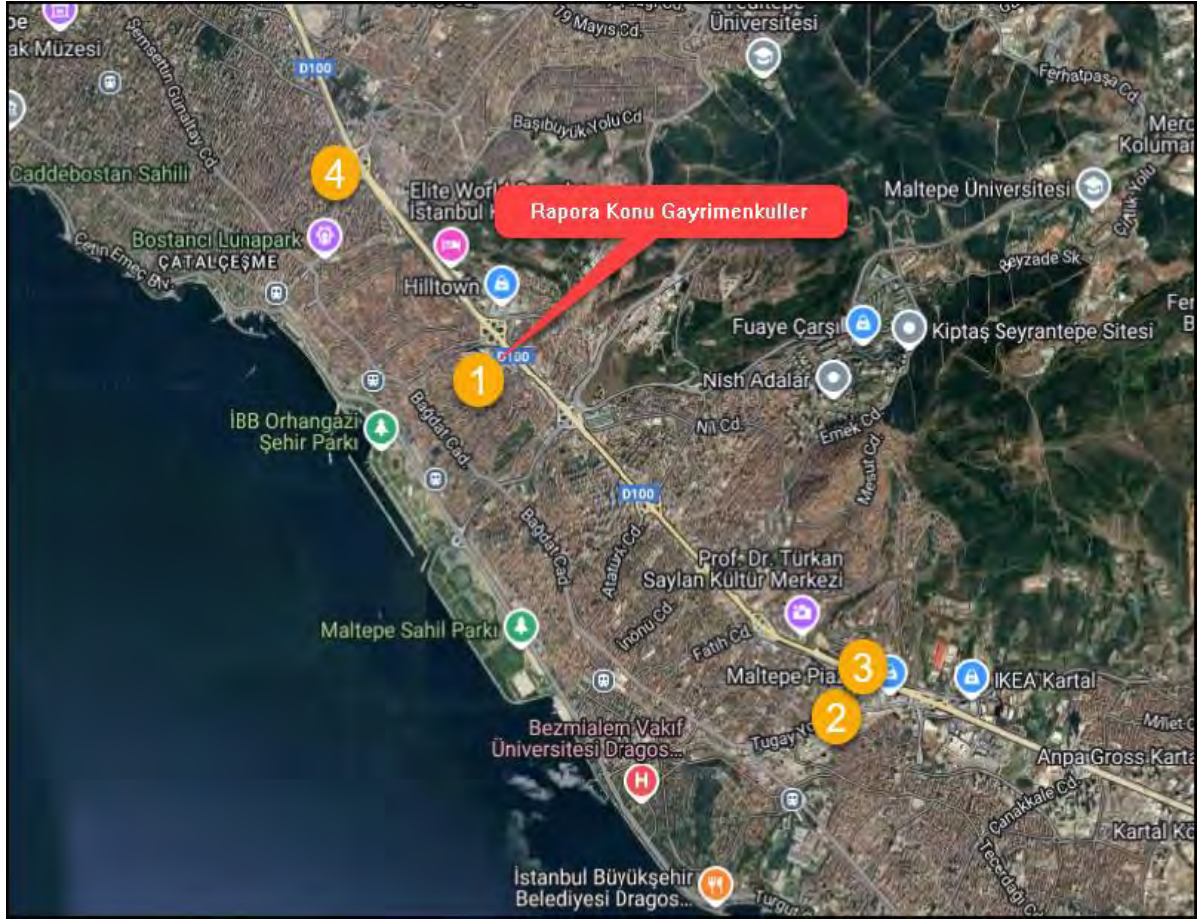 19 Mayıs Cd.
Üniversitesi
ak Müzesi
Şemsettin Günaltay Cd.
D100
Ferhatpaşa Cd.
Başıbüyük Yolu Cd
Caddebostan Sahili
4
Elite World
İstanbul
Rapora Konu Gayrimenkuller
Maltepe Üniversitesi
Bostancı Lunapark
ÇATALÇEŞME
Çetin Emeç Blv.
Beyzade Sk.
Hilltown
Fuaye Çarşı
Kiptaş Seyrantepe Sitesi
D100
1
Nish Adalar
Bağdat Cad.
İBB Orhangazi
Şehir Parkı
Nil Cd.
Emek Cd.
Mesut Cd.
D100
Bağdat Cad.
Atatürk Cd.
Prof. Dr. Türkan
Saylan Kültür Merkezi
Maltepe Sahil Parkı
İnönü Cd.
Fatih Cd.
Maltepe
3
IKEA Kartal
2
Bezmialem Vakıf
Üniversitesi Dragos...
H
Anpa Gross Karta
Çanakkale Cd.
Kartal
İstanbul Büyükşehir
Belediyesi Dragos...